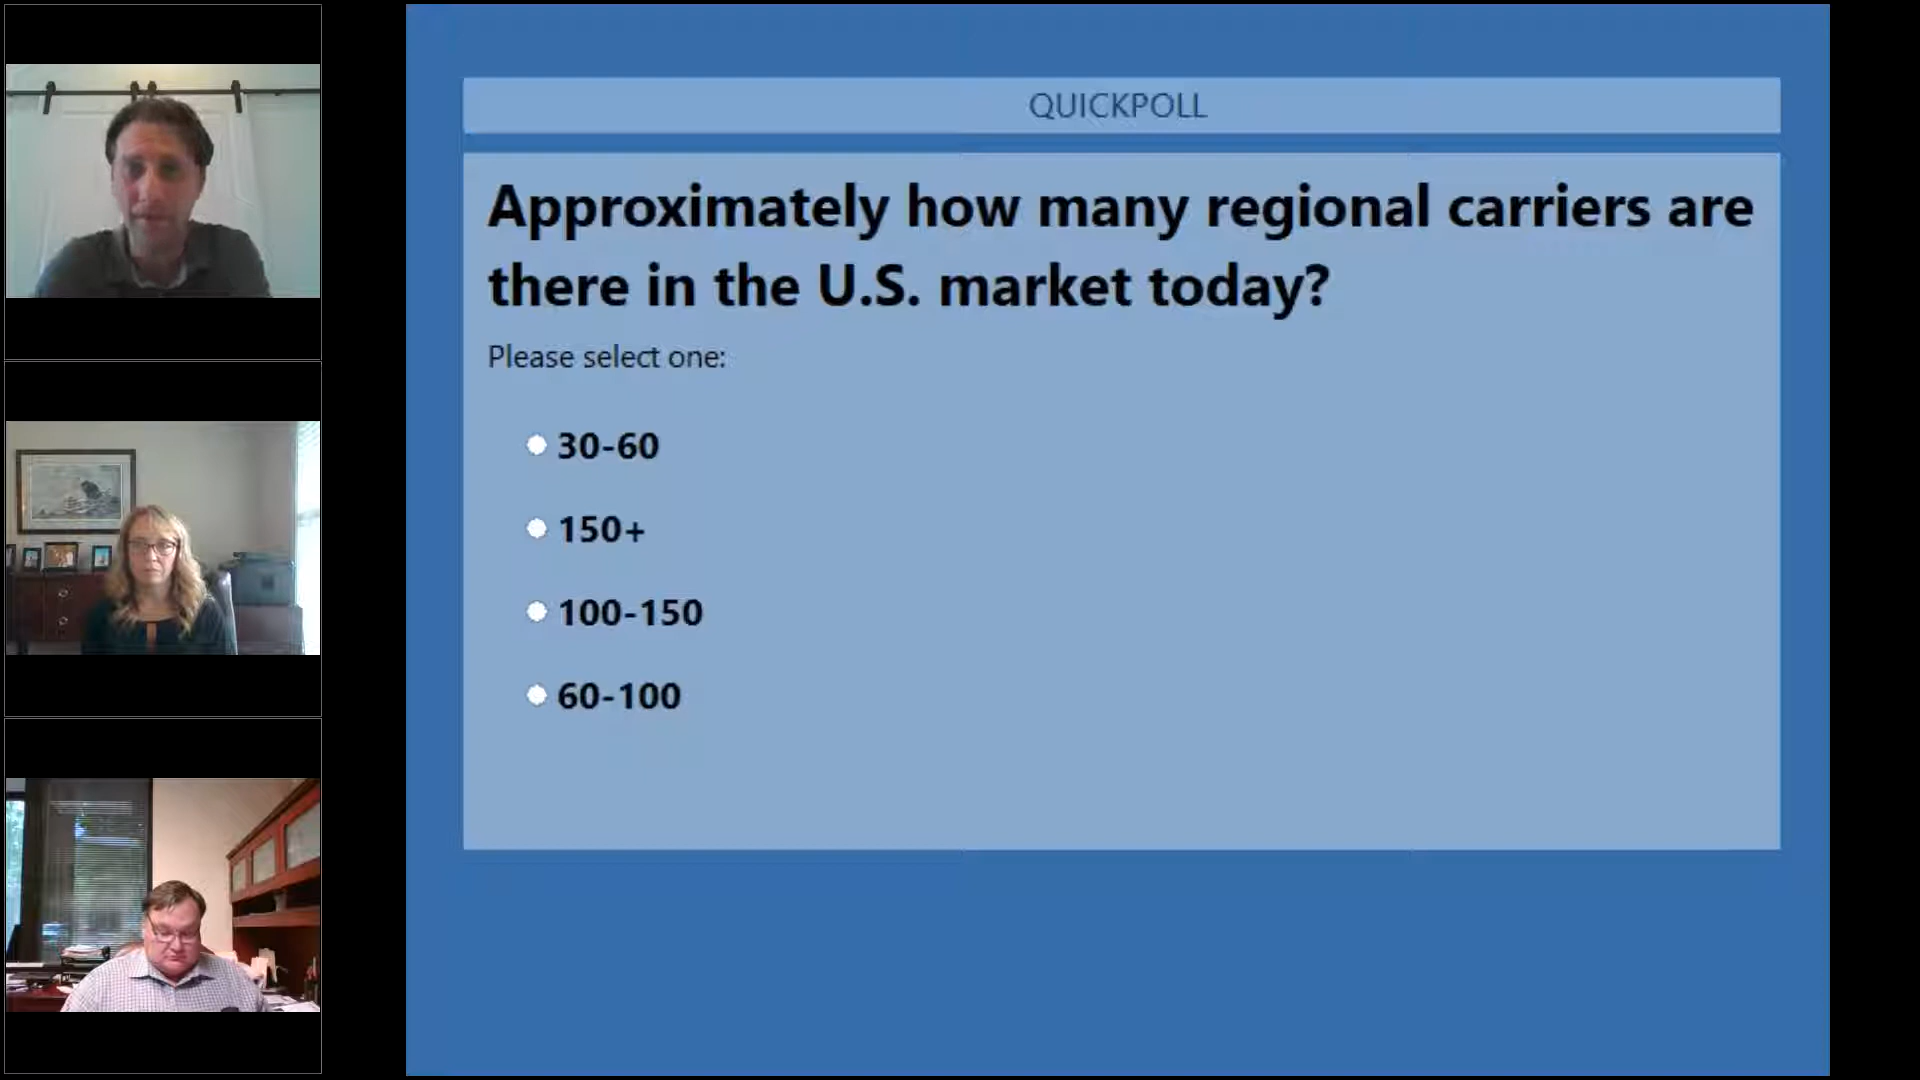 QUICKPOLL
Approximately how many regional carriers are
there in the U.S. market today?
Please select one:
30-60
150+
100-150
60-100